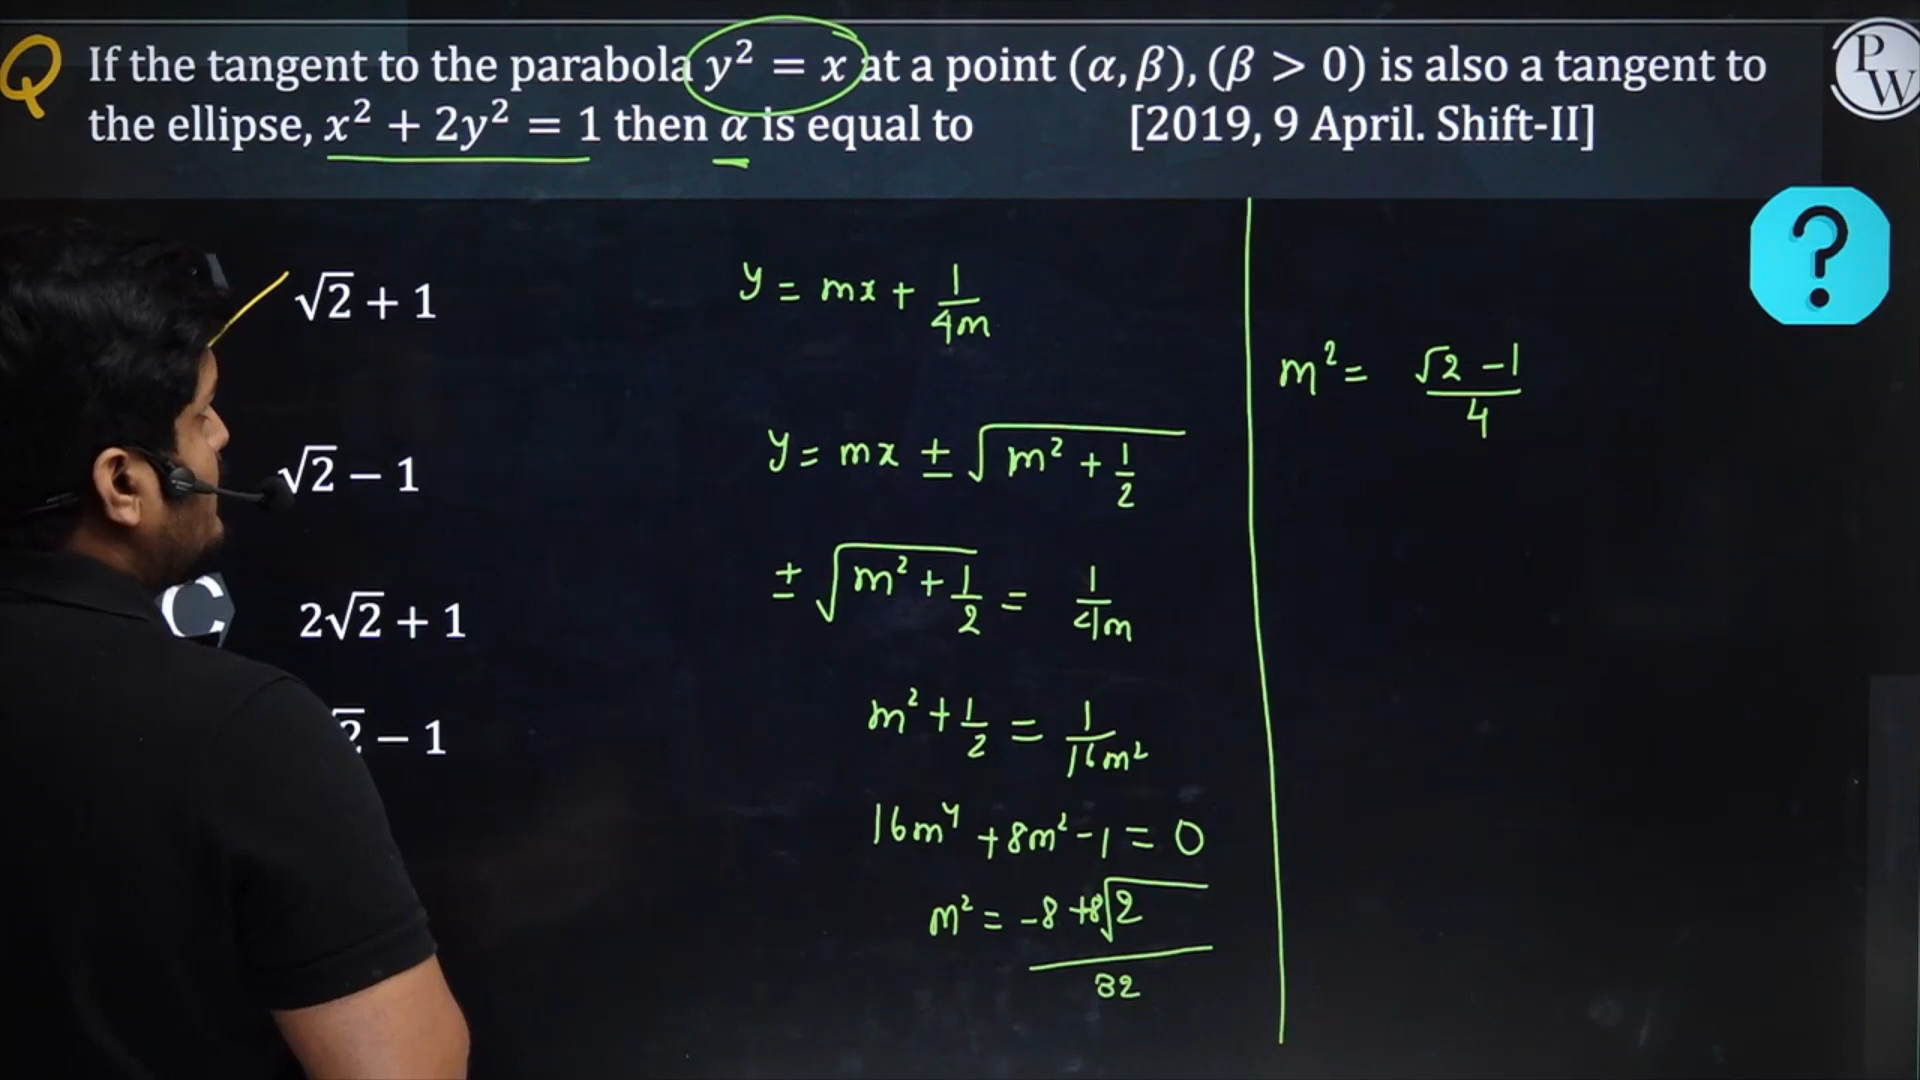 Q If the tangent to the parabola y² = x at a point (α, β), (β > 0) is also a tangent to
the ellipse, x² + 2y² = 1 then α is equal to [2019, 9 April. Shift-II]
PW
?
√2 + 1
√2 − 1
C 2√2 + 1
√2 − 1
y = mx + 1/4m
y = mx ± √(m² + 1/2)
± √(m² + 1/2) = 1/4m
m² + 1/2 = 1/16m²
16m⁴ + 8m² − 1 = 0
m² = (−8 + 8√2)/32
m² = (√2 − 1)/4